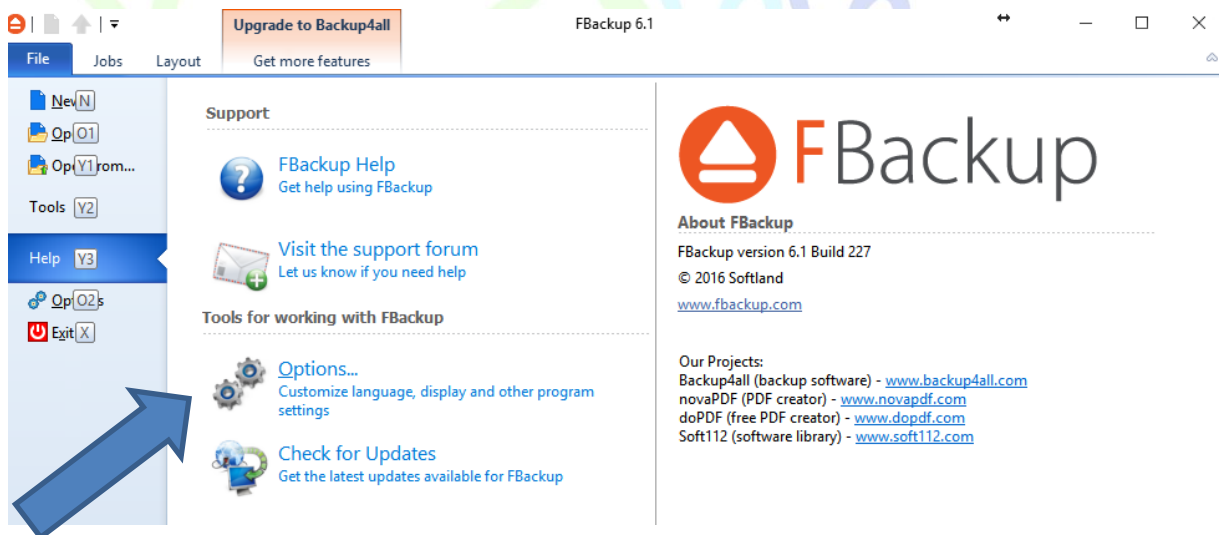 Upgrade to Backup4all
FBackup 6.1
File
Jobs
Layout
Get more features
New N
Op O1
Op Y1 rom...
Tools Y2
Help Y3
Op O2 s
Exit X
Support
FBackup Help
Get help using FBackup
Visit the support forum
Let us know if you need help
Tools for working with FBackup
Options...
Customize language, display and other program
settings
Check for Updates
Get the latest updates available for FBackup
FBackup
About FBackup
FBackup version 6.1 Build 227
© 2016 Softland
www.fbackup.com
Our Projects:
Backup4all (backup software) - www.backup4all.com
novaPDF (PDF creator) - www.novapdf.com
doPDF (free PDF creator) - www.dopdf.com
Soft112 (software library) - www.soft112.com